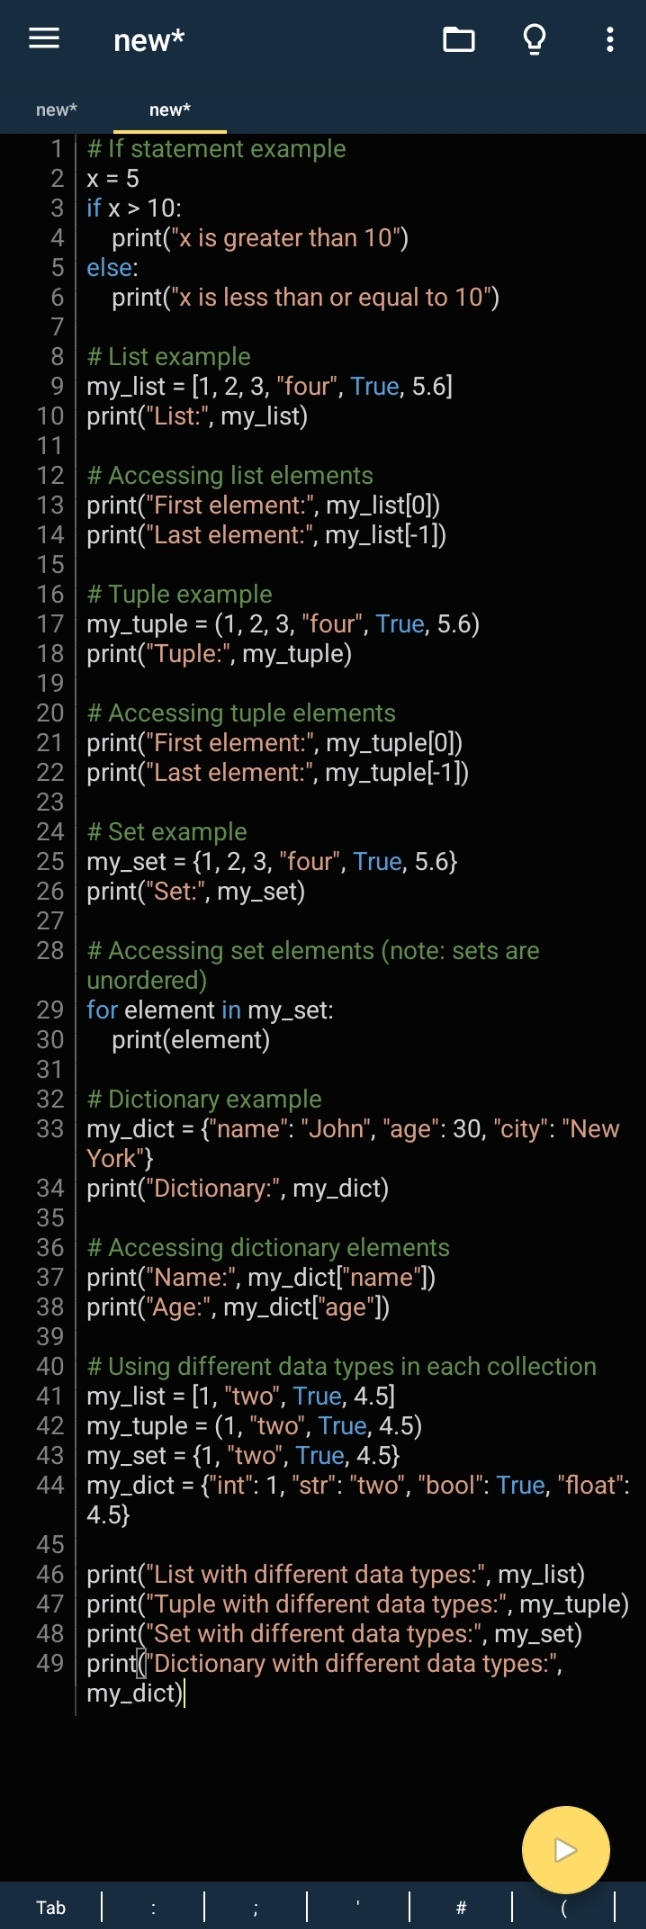 new*
new* new*
1 # If statement example
2 x = 5
3 if x > 10:
4     print("x is greater than 10")
5 else:
6     print("x is less than or equal to 10")
7
8 # List example
9 my_list = [1, 2, 3, "four", True, 5.6]
10 print("List:", my_list)
11
12 # Accessing list elements
13 print("First element:", my_list[0])
14 print("Last element:", my_list[-1])
15
16 # Tuple example
17 my_tuple = (1, 2, 3, "four", True, 5.6)
18 print("Tuple:", my_tuple)
19
20 # Accessing tuple elements
21 print("First element:", my_tuple[0])
22 print("Last element:", my_tuple[-1])
23
24 # Set example
25 my_set = {1, 2, 3, "four", True, 5.6}
26 print("Set:", my_set)
27
28 # Accessing set elements (note: sets are
unordered)
29 for element in my_set:
30     print(element)
31
32 # Dictionary example
33 my_dict = {"name": "John", "age": 30, "city": "New
York"}
34 print("Dictionary:", my_dict)
35
36 # Accessing dictionary elements
37 print("Name:", my_dict["name"])
38 print("Age:", my_dict["age"])
39
40 # Using different data types in each collection
41 my_list = [1, "two", True, 4.5]
42 my_tuple = (1, "two", True, 4.5)
43 my_set = {1, "two", True, 4.5}
44 my_dict = {"int": 1, "str": "two", "bool": True, "float":
4.5}
45
46 print("List with different data types:", my_list)
47 print("Tuple with different data types:", my_tuple)
48 print("Set with different data types:", my_set)
49 print("Dictionary with different data types:",
my_dict)
Tab : ; ' # (